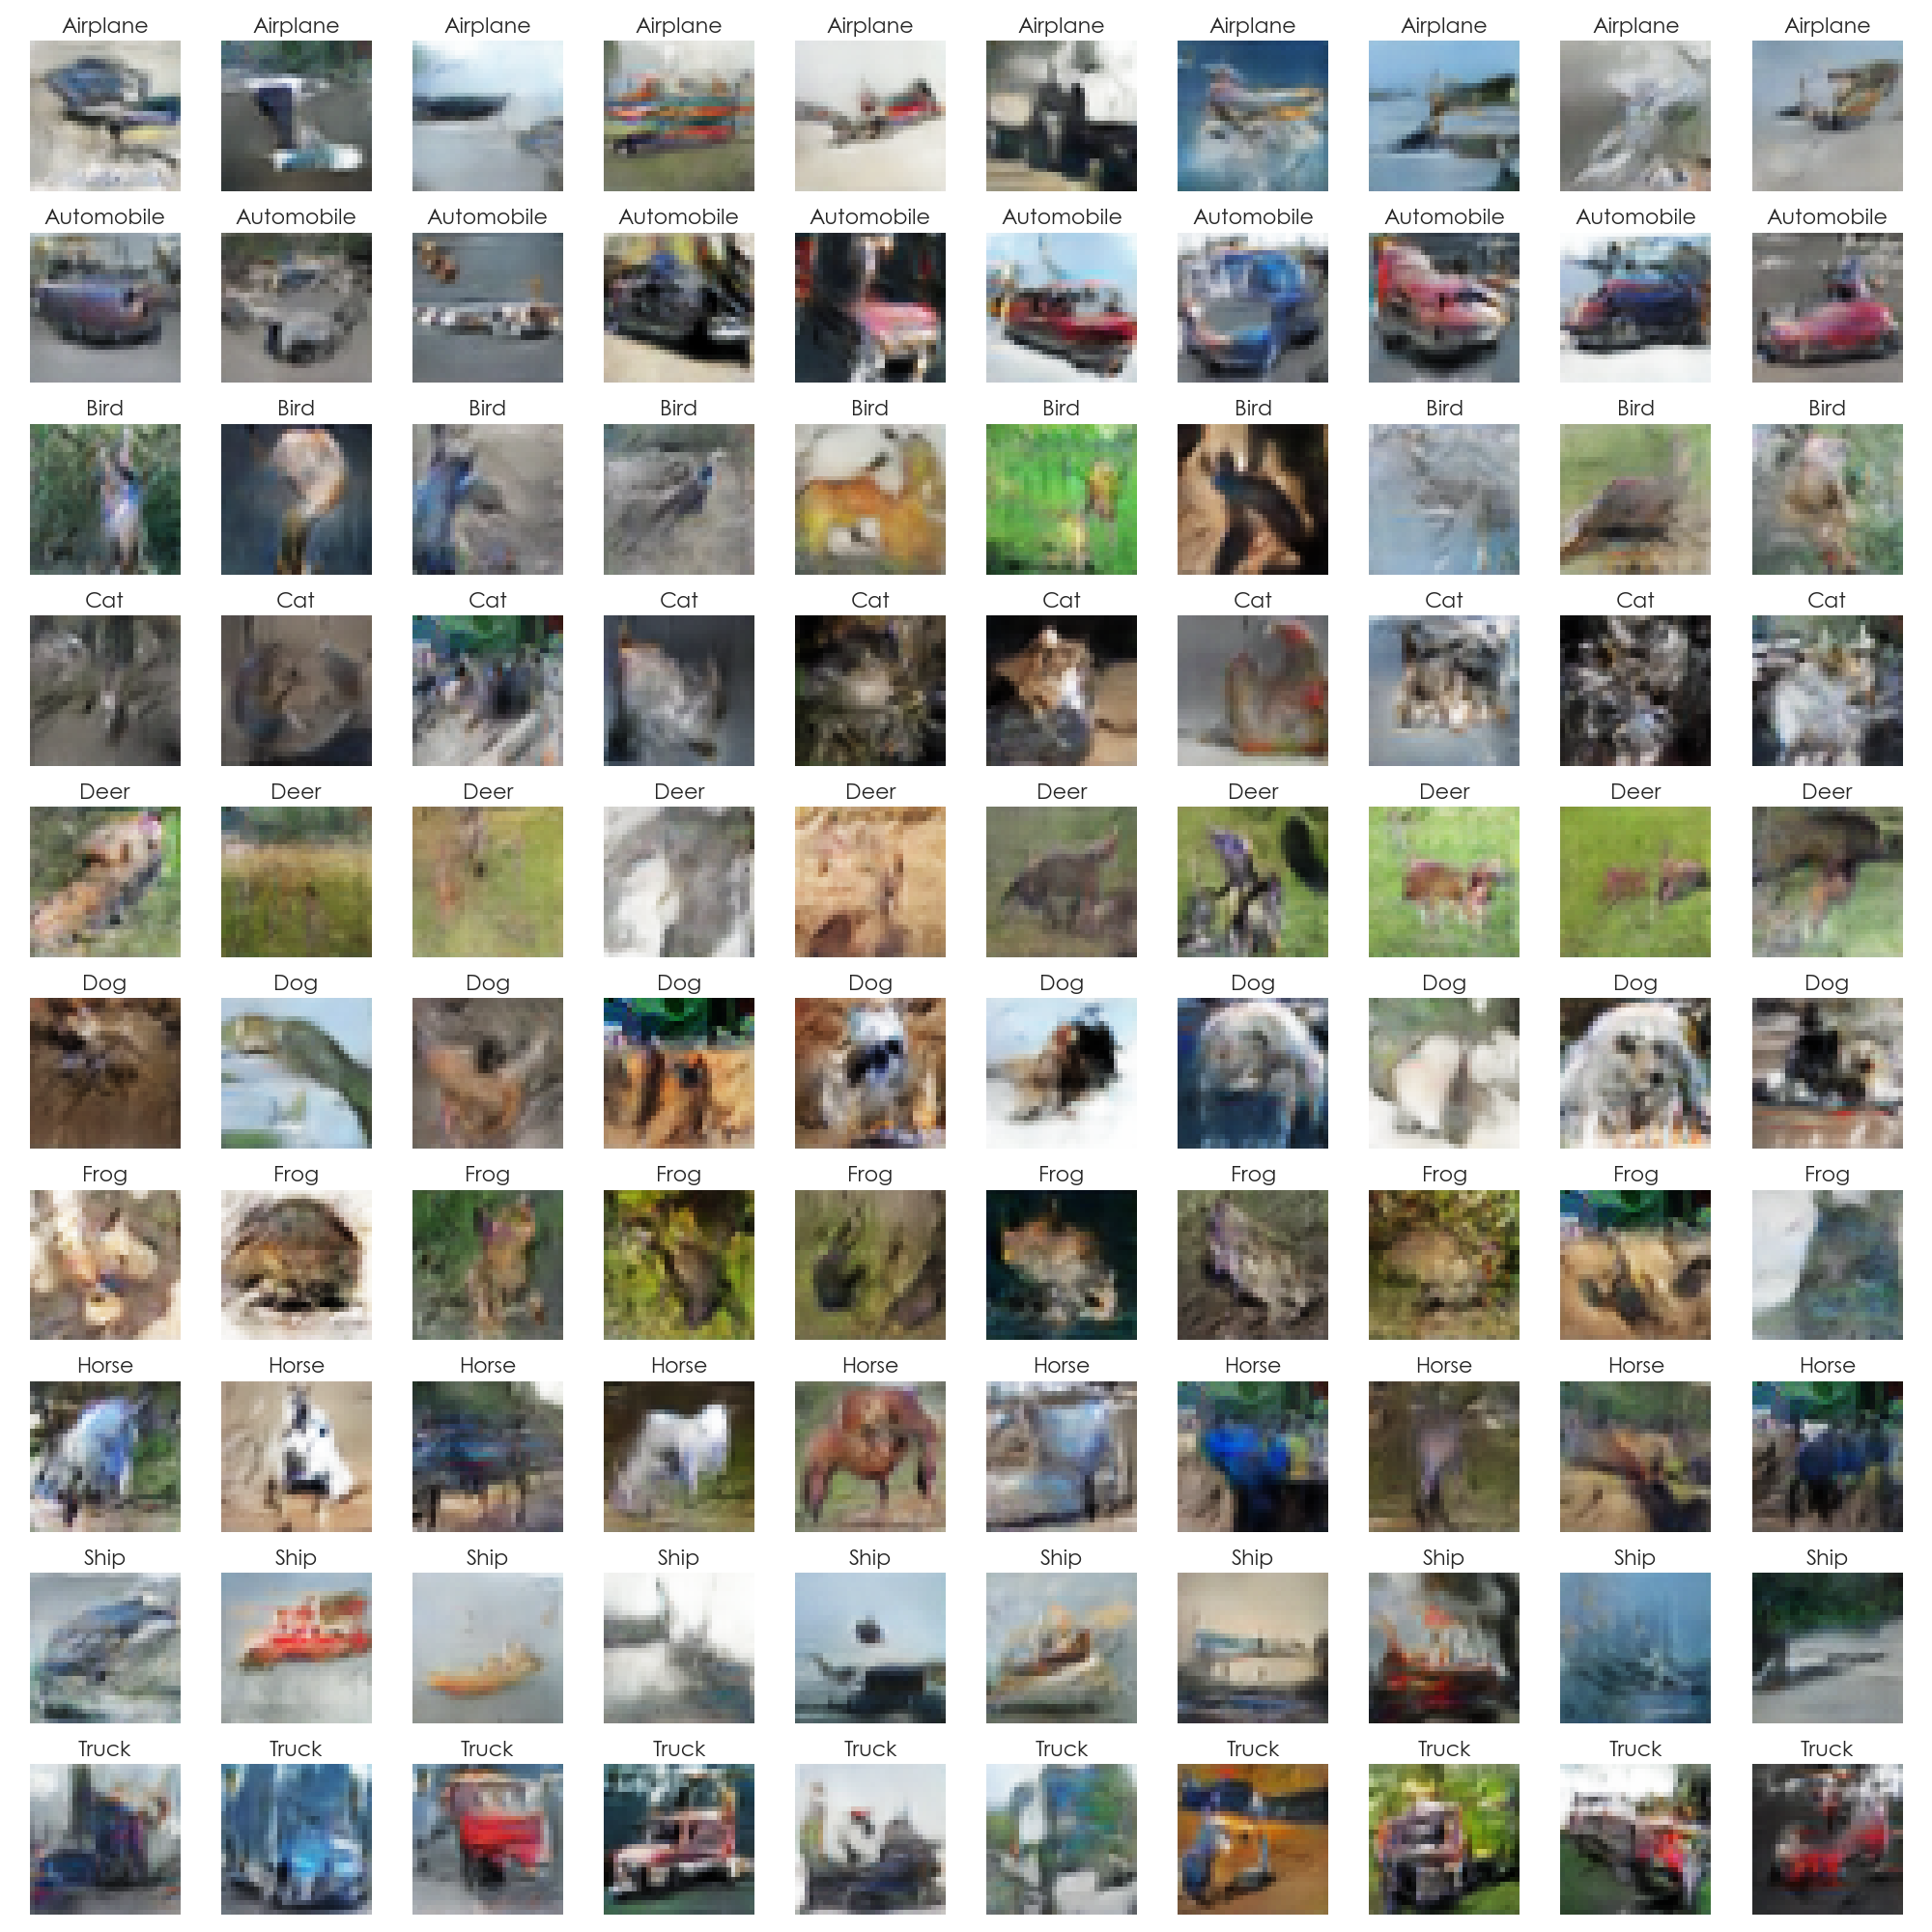 Airplane Airplane Airplane Airplane Airplane Airplane Airplane Airplane Airplane Airplane
Automobile Automobile Automobile Automobile Automobile Automobile Automobile Automobile Automobile Automobile
Bird Bird Bird Bird Bird Bird Bird Bird Bird Bird
Cat Cat Cat Cat Cat Cat Cat Cat Cat Cat
Deer Deer Deer Deer Deer Deer Deer Deer Deer Deer
Dog Dog Dog Dog Dog Dog Dog Dog Dog Dog
Frog Frog Frog Frog Frog Frog Frog Frog Frog Frog
Horse Horse Horse Horse Horse Horse Horse Horse Horse Horse
Ship Ship Ship Ship Ship Ship Ship Ship Ship Ship
Truck Truck Truck Truck Truck Truck Truck Truck Truck Truck